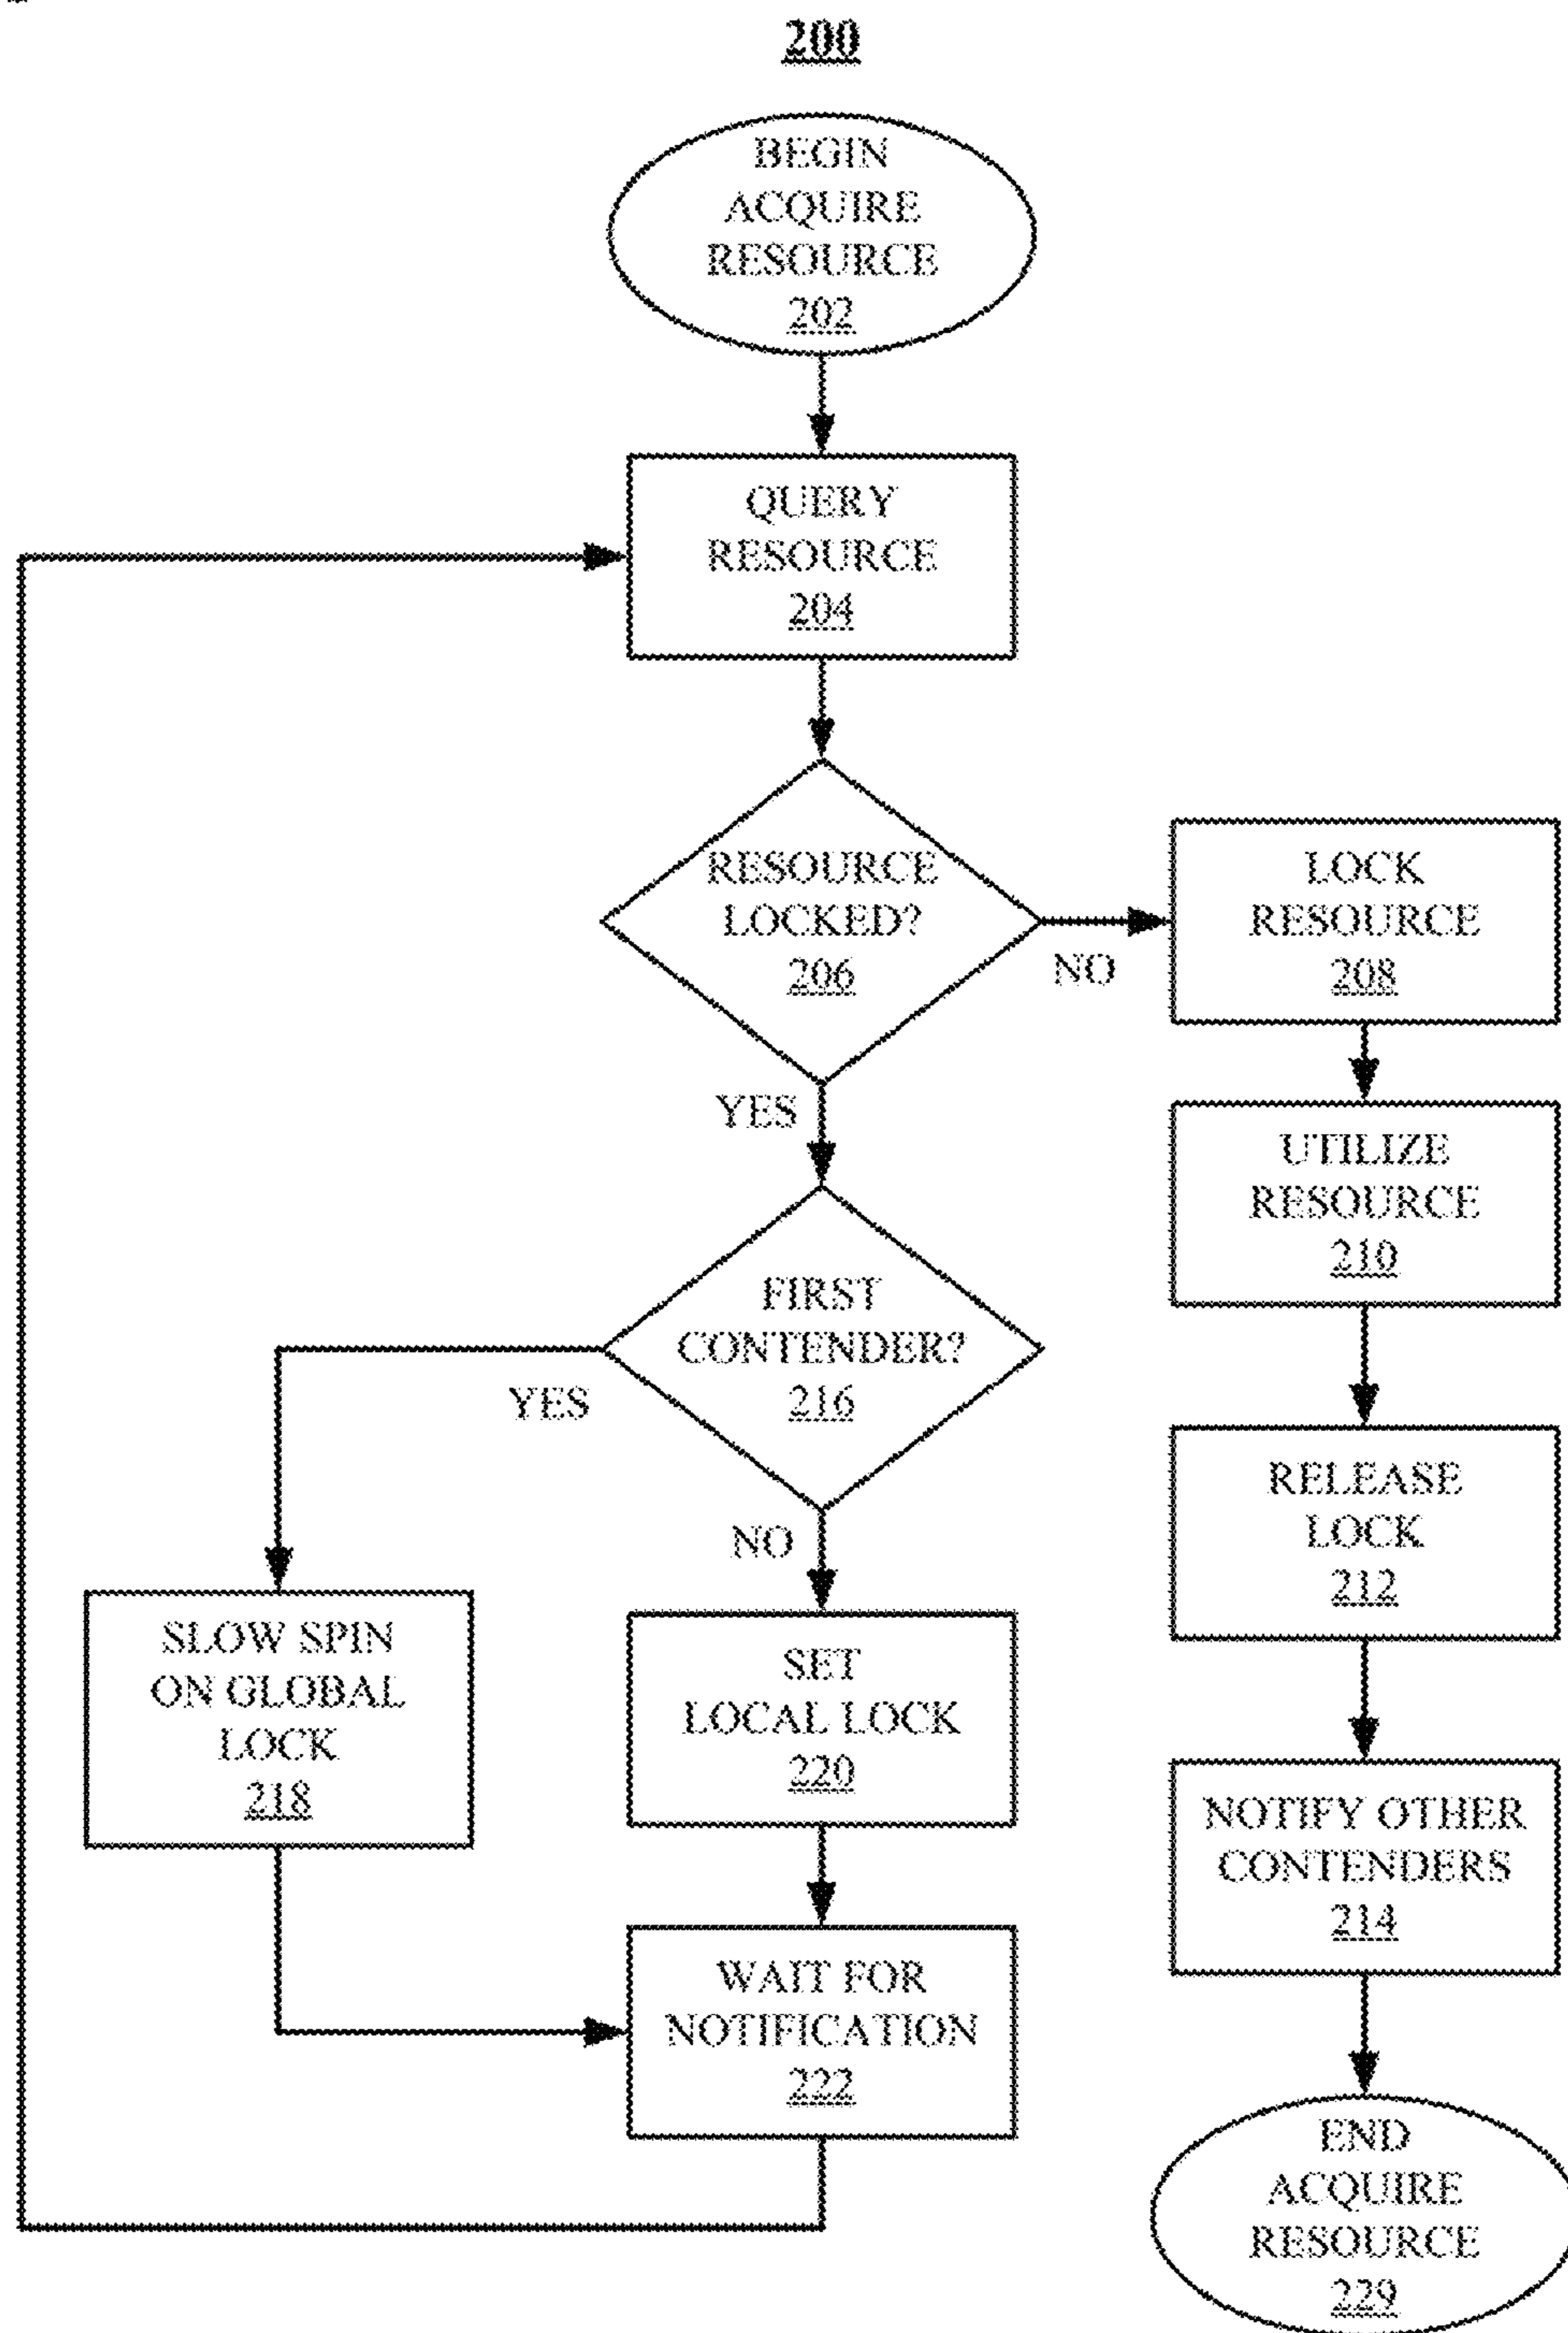 200
BEGIN
ACQUIRE
RESOURCE
202
QUERY
RESOURCE
204
RESOURCE
LOCKED?
206
NO
LOCK
RESOURCE
208
YES
UTILIZE
RESOURCE
210
FIRST
CONTENDER?
216
YES
NO
RELEASE
LOCK
212
SLOW SPIN
ON GLOBAL
LOCK
218
SET
LOCAL LOCK
220
NOTIFY OTHER
CONTENDERS
214
WAIT FOR
NOTIFICATION
222
END
ACQUIRE
RESOURCE
229